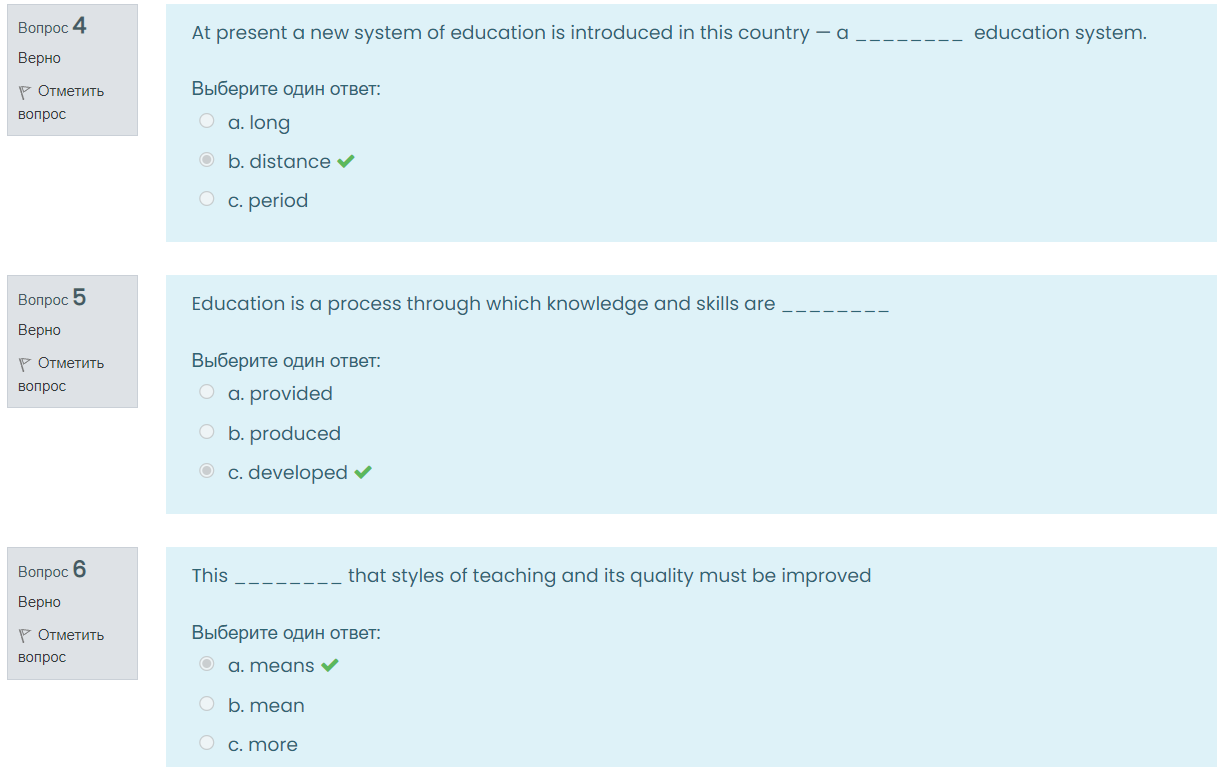 Вопрос 4
Верно
Отметить
вопрос
At present a new system of education is introduced in this country — a ________ education system.
Выберите один ответ:
a. long
b. distance
c. period
Вопрос 5
Верно
Отметить
вопрос
Education is a process through which knowledge and skills are ________
Выберите один ответ:
a. provided
b. produced
c. developed
Вопрос 6
Верно
Отметить
вопрос
This ________ that styles of teaching and its quality must be improved
Выберите один ответ:
a. means
b. mean
c. more